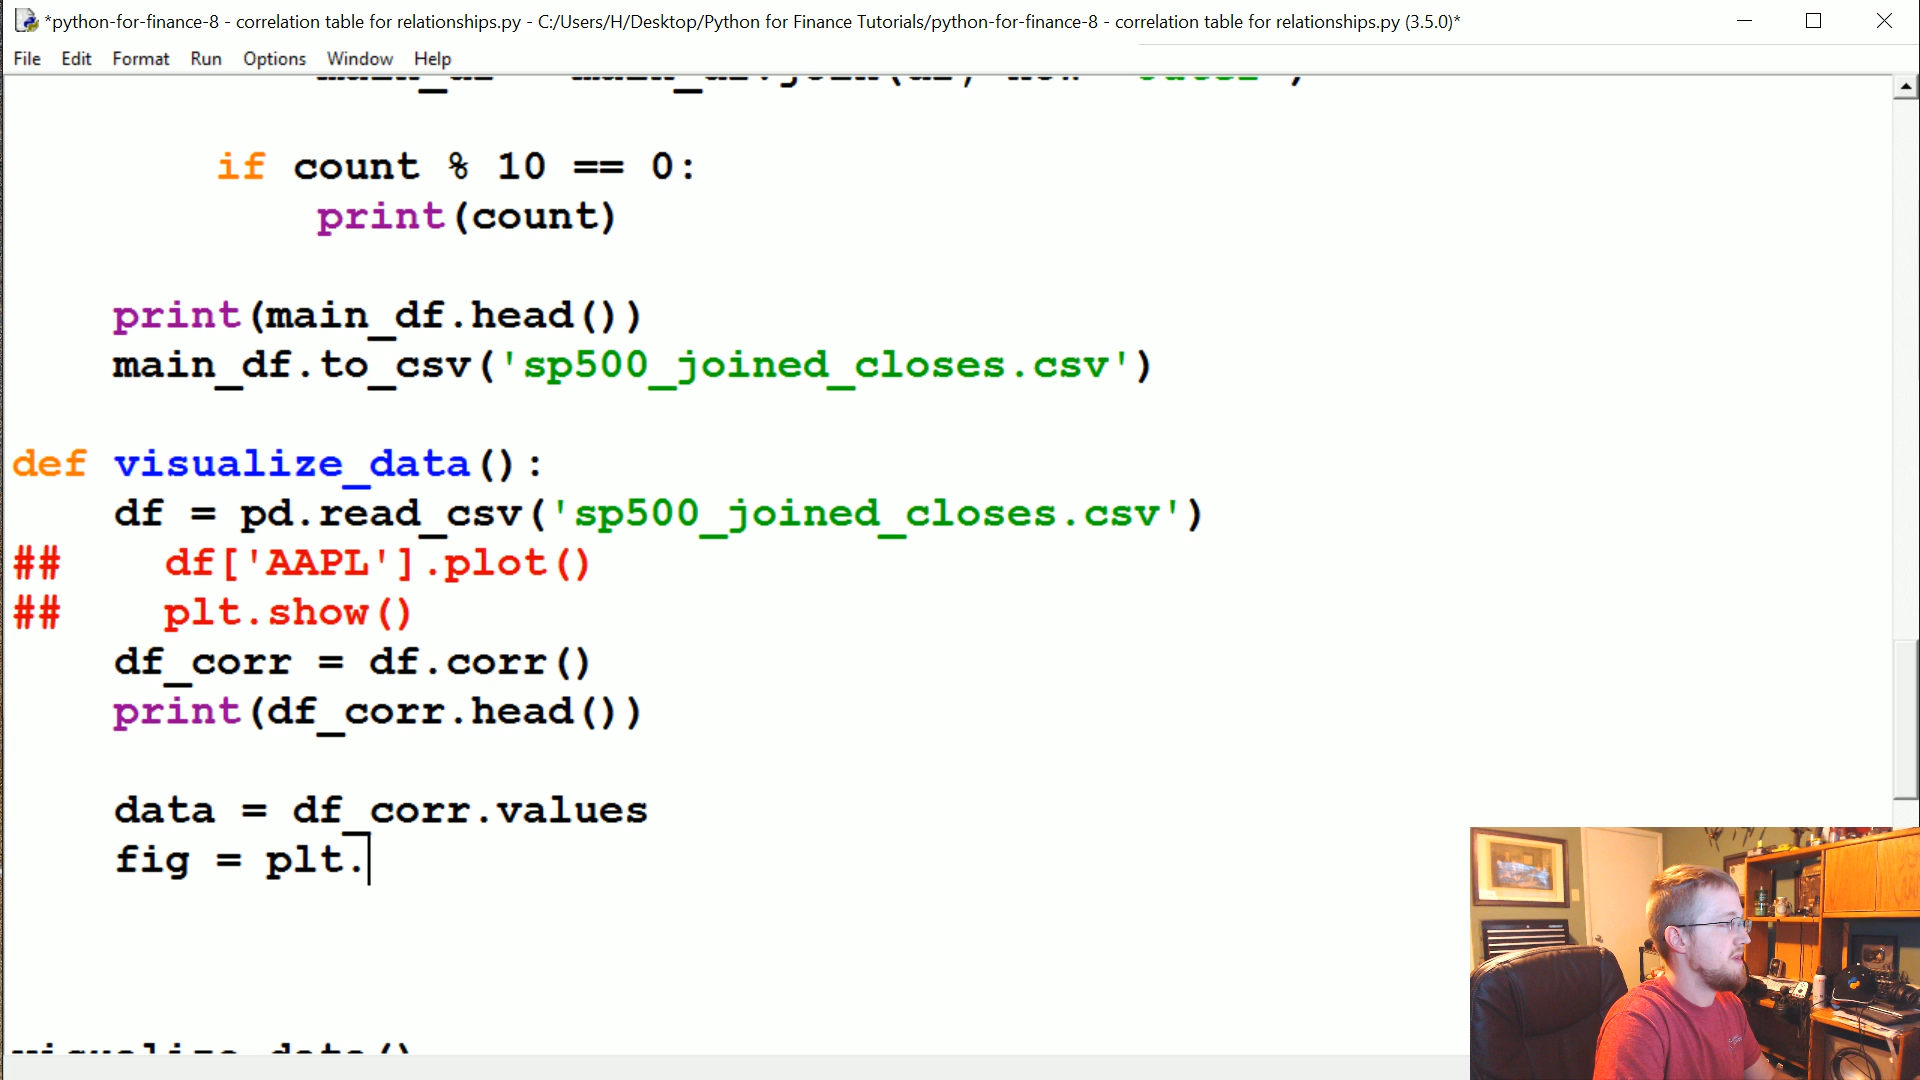 *python-for-finance-8 - correlation table for relationships.py - C:/Users/H/Desktop/Python for Finance Tutorials/python-for-finance-8 - correlation table for relationships.py (3.5.0)*
File Edit Format Run Options Window Help
if count % 10 == 0:
print(count)
print(main_df.head())
main_df.to_csv('sp500_joined_closes.csv')
def visualize_data():
df = pd.read_csv('sp500_joined_closes.csv')
## df['AAPL'].plot()
## plt.show()
df_corr = df.corr()
print(df_corr.head())
data = df_corr.values
fig = plt.